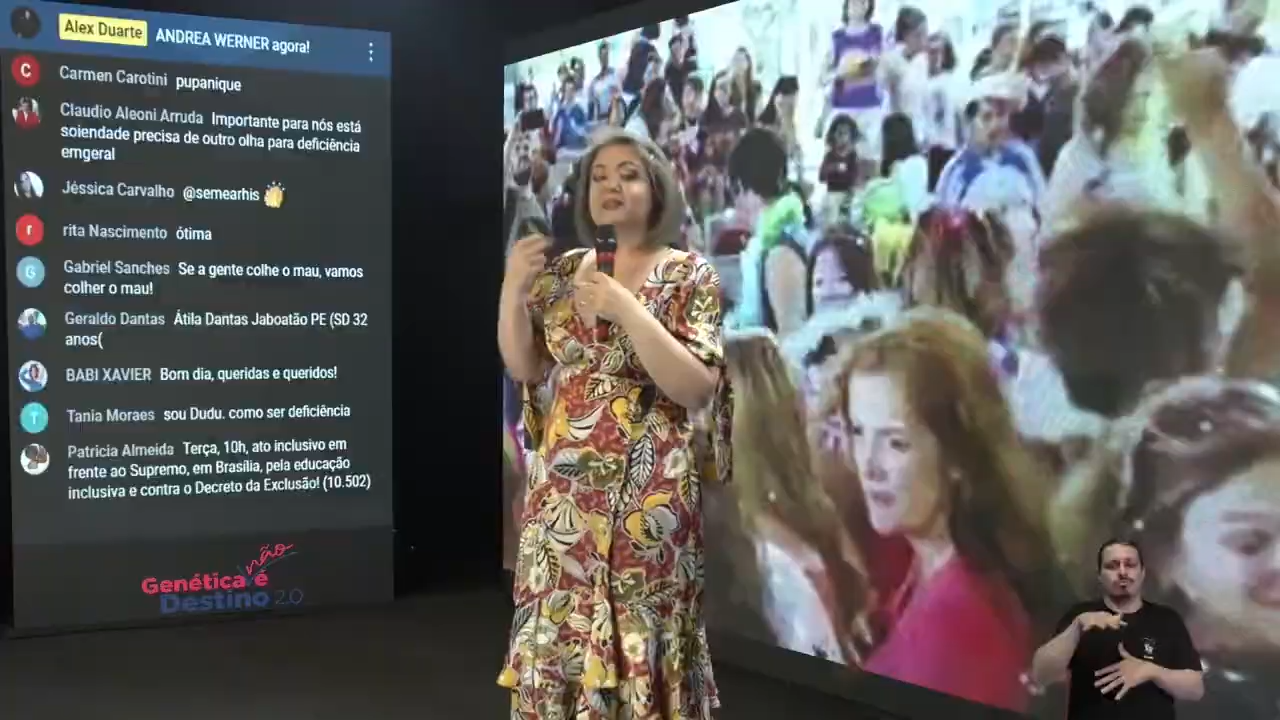 Alex Duarte ANDREA WERNER agora!
C Carmen Carotini pupanique
Claudio Aleoni Arruda Importante para nós está
soiendade precisa de outro olha para deficiência
emgeral
Jéssica Carvalho @semearhis
r rita Nascimento ótima
G Gabriel Sanches Se a gente colhe o mau, vamos
colher o mau!
Geraldo Dantas Átila Dantas Jaboatão PE (SD 32
anos(
BABI XAVIER Bom dia, queridas e queridos!
T Tania Moraes sou Dudu. como ser deficiência
Patricia Almeida Terça, 10h, ato inclusivo em
frente ao Supremo, em Brasília, pela educação
inclusiva e contra o Decreto da Exclusão! (10.502)
não
Genética é
Destino 2.0